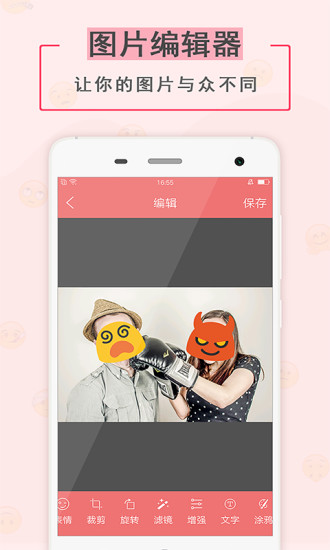 图片编辑器
让你的图片与众不同
16:55
编辑
保存
表情 裁剪 旋转 滤镜 增强 文字 涂鸦